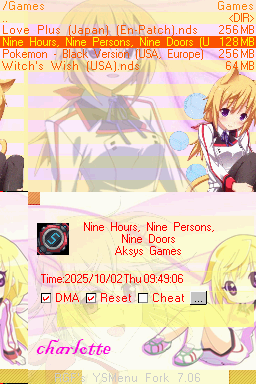 /Games Games
.. <DIR>
Love Plus (Japan) (En-Patch).nds 256MB
Nine Hours, Nine Persons, Nine Doors (U 128MB
Pokemon - Black Version (USA, Europe) 256MB
Witch's Wish (USA).nds 64MB
Nine Hours, Nine Persons,
Nine Doors
Aksys Games
Time:2025/10/02Thu 09:49:06
DMA Reset Cheat ...
charlotte
YSMenu Fork 7.06